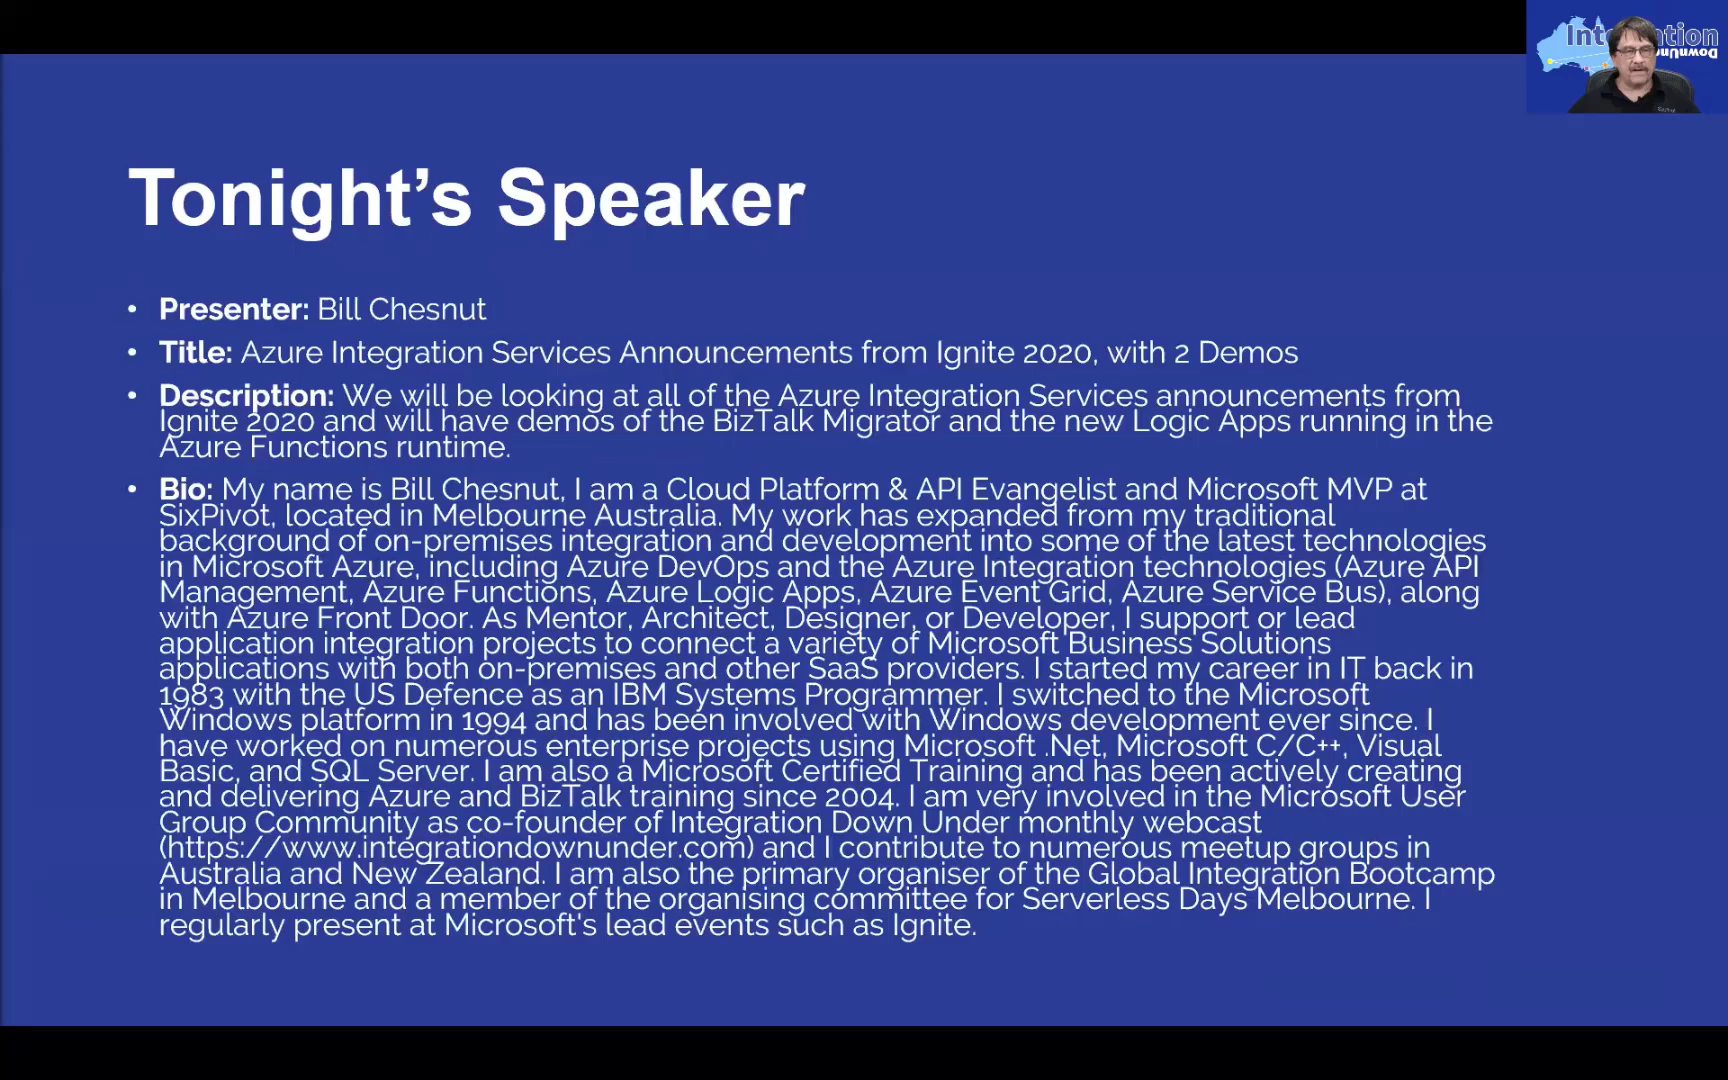 Integration
DownUnder
Tonight’s Speaker
• Presenter: Bill Chesnut
• Title: Azure Integration Services Announcements from Ignite 2020, with 2 Demos
• Description: We will be looking at all of the Azure Integration Services announcements from
Ignite 2020 and will have demos of the BizTalk Migrator and the new Logic Apps running in the
Azure Functions runtime.
• Bio: My name is Bill Chesnut, I am a Cloud Platform & API Evangelist and Microsoft MVP at
SixPivot, located in Melbourne Australia. My work has expanded from my traditional
background of on-premises integration and development into some of the latest technologies
in Microsoft Azure, including Azure DevOps and the Azure Integration technologies (Azure API
Management, Azure Functions, Azure Logic Apps, Azure Event Grid, Azure Service Bus), along
with Azure Front Door. As Mentor, Architect, Designer, or Developer, I support or lead
application integration projects to connect a variety of Microsoft Business Solutions
applications with both on-premises and other SaaS providers. I started my career in IT back in
1983 with the US Defence as an IBM Systems Programmer. I switched to the Microsoft
Windows platform in 1994 and has been involved with Windows development ever since. I
have worked on numerous enterprise projects using Microsoft .Net, Microsoft C/C++, Visual
Basic, and SQL Server. I am also a Microsoft Certified Training and has been actively creating
and delivering Azure and BizTalk training since 2004. I am very involved in the Microsoft User
Group Community as co-founder of Integration Down Under monthly webcast
(https://www.integrationdownunder.com) and I contribute to numerous meetup groups in
Australia and New Zealand. I am also the primary organiser of the Global Integration Bootcamp
in Melbourne and a member of the organising committee for Serverless Days Melbourne. I
regularly present at Microsoft's lead events such as Ignite.